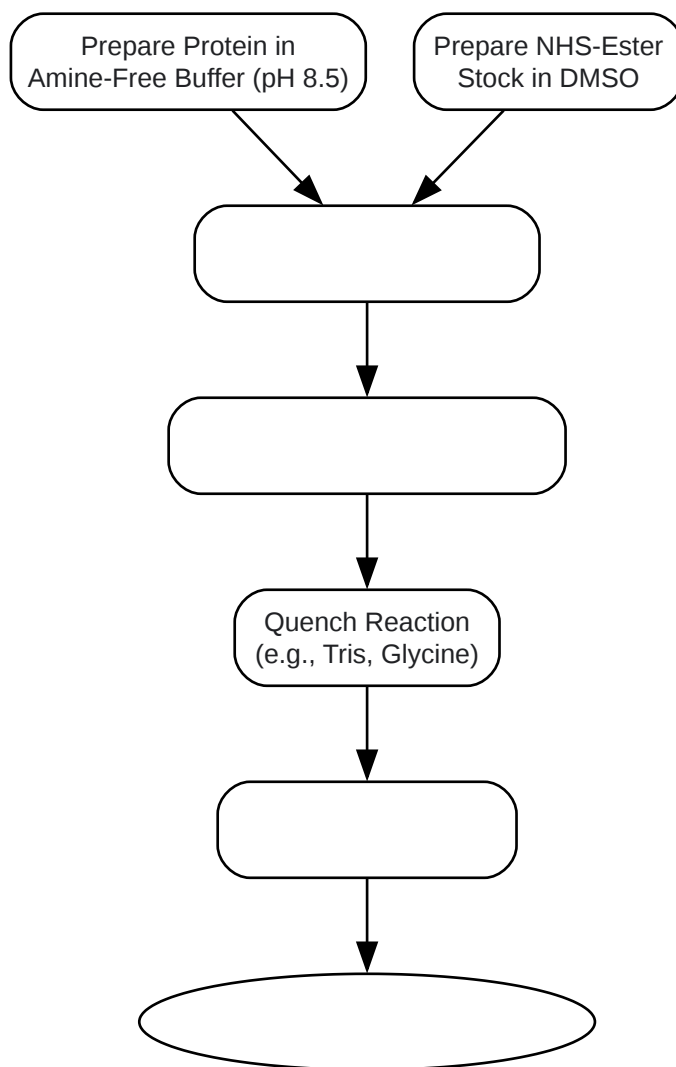 Prepare Protein in
Amine-Free Buffer (pH 8.5)
Prepare NHS-Ester
Stock in DMSO
Quench Reaction
(e.g., Tris, Glycine)